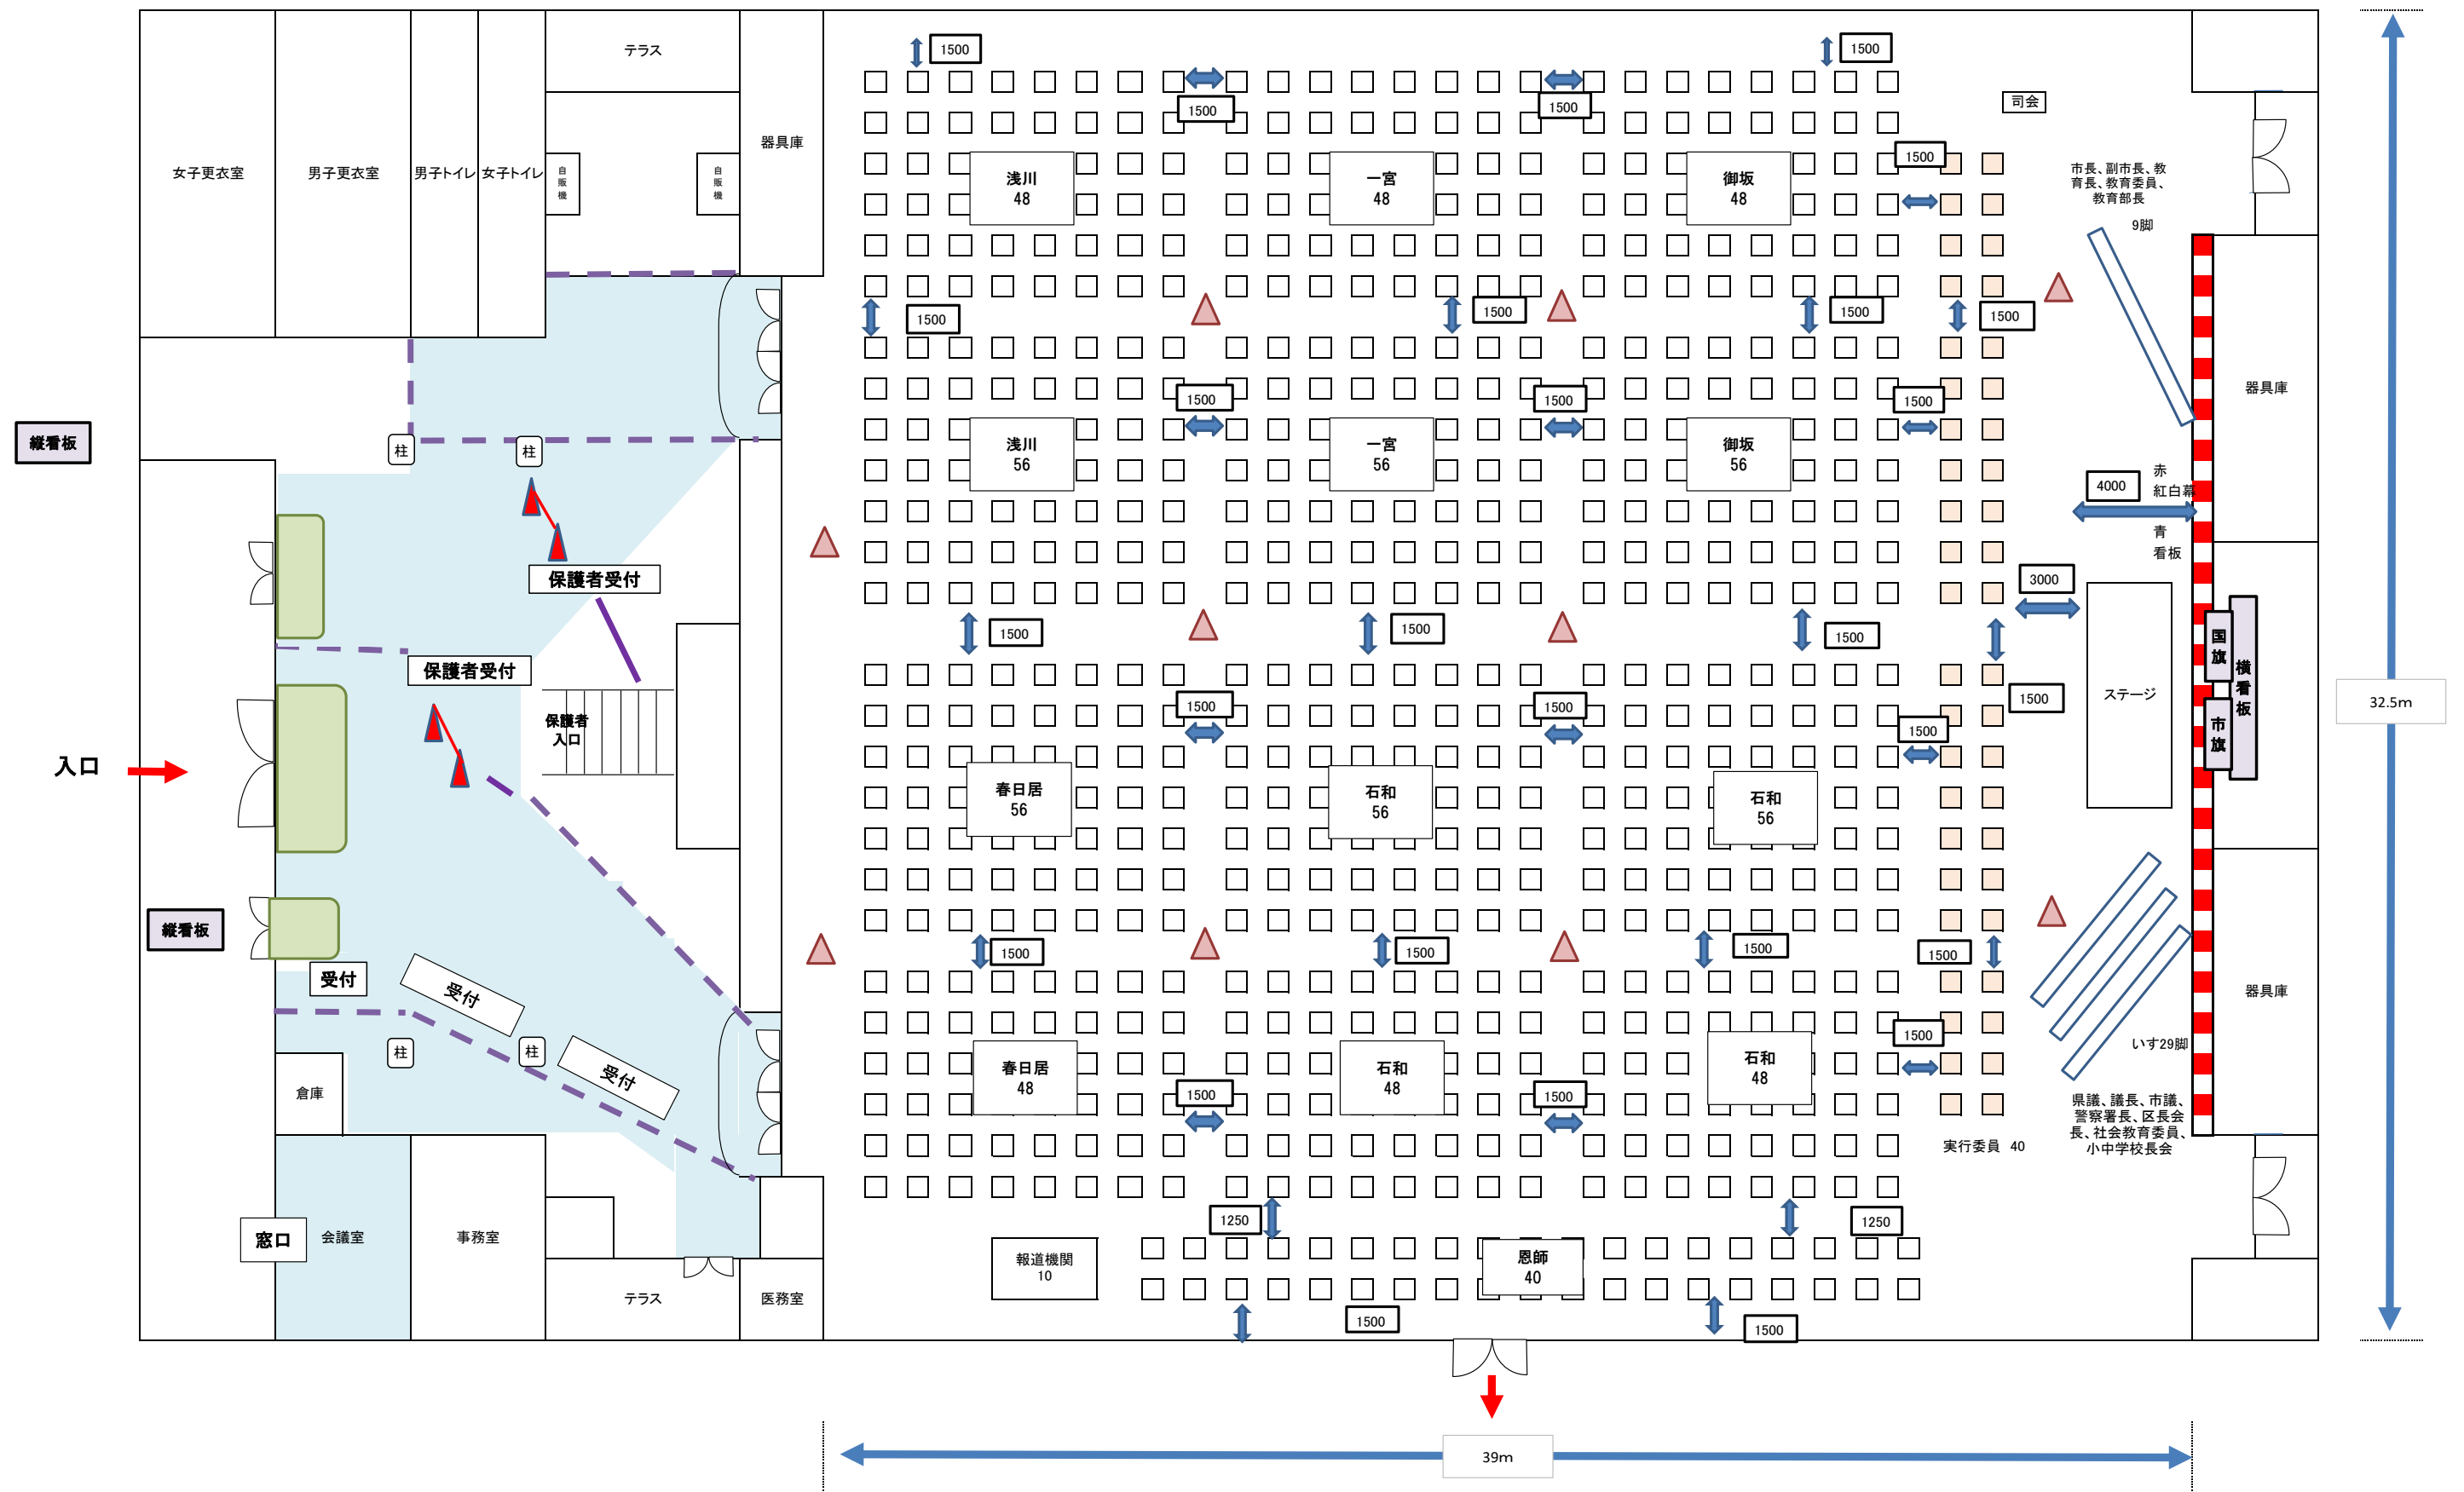 テラス
1500
1500
1500
1500
司会
女子更衣室
男子更衣室
男子トイレ
女子トイレ
自販機
自販機
器具庫
浅川
48
一宮
48
御坂
48
1500
市長、副市長、教
育長、教育委員、
教育部長
9脚
1500
1500
1500
1500
器具庫
縦看板
柱
柱
1500
1500
1500
浅川
56
一宮
56
御坂
56
赤
紅白幕
4000
青
看板
保護者受付
3000
1500
1500
1500
保護者受付
国旗
市旗
横看板
ステージ
1500
1500
1500
1500
32.5m
保護者
入口
入口
春日居
56
石和
56
石和
56
縦看板
1500
1500
1500
1500
受付
受付
器具庫
柱
柱
受付
1500
いす29脚
春日居
48
石和
48
石和
48
倉庫
1500
1500
県議、議長、市議、
警察署長、区長会
長、社会教育委員、
小中学校長会
実行委員 40
窓口
会議室
事務室
1250
1250
報道機関
10
恩師
40
テラス
医務室
1500
1500
39m